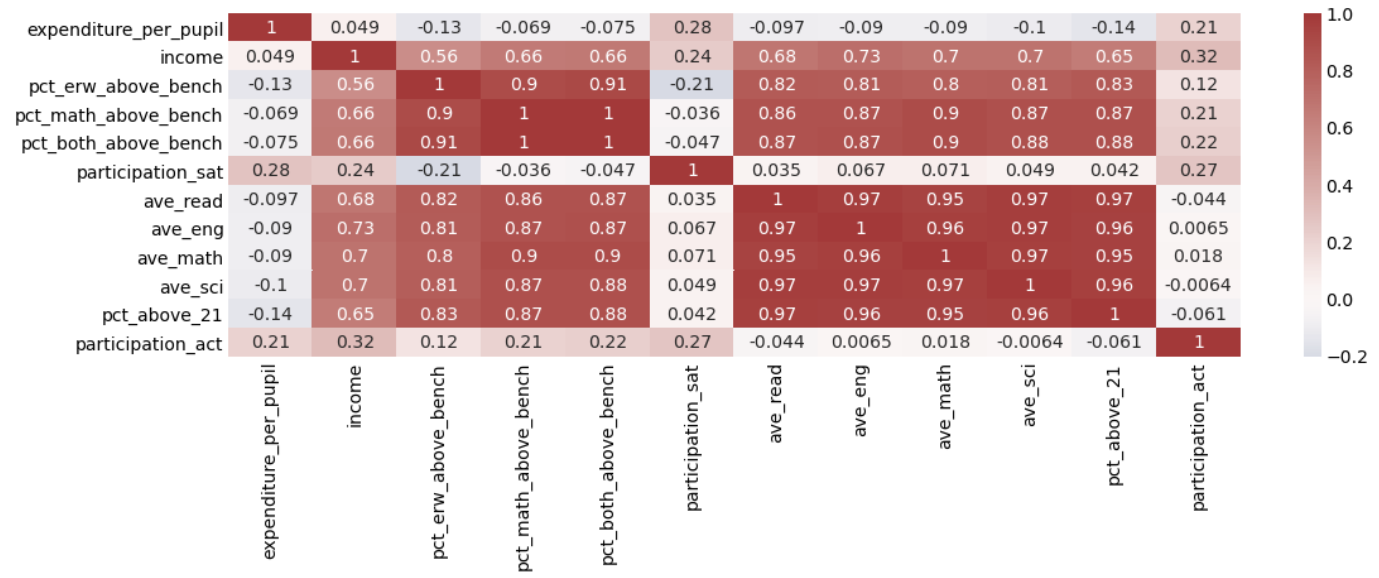 expenditure_per_pupil 1 0.049 -0.13 -0.069 -0.075 0.28 -0.097 -0.09 -0.09 -0.1 -0.14 0.21
income 0.049 1 0.56 0.66 0.66 0.24 0.68 0.73 0.7 0.7 0.65 0.32
pct_erw_above_bench -0.13 0.56 1 0.9 0.91 -0.21 0.82 0.81 0.8 0.81 0.83 0.12
pct_math_above_bench -0.069 0.66 0.9 1 1 -0.036 0.86 0.87 0.9 0.87 0.87 0.21
pct_both_above_bench -0.075 0.66 0.91 1 1 -0.047 0.87 0.87 0.9 0.88 0.88 0.22
participation_sat 0.28 0.24 -0.21 -0.036 -0.047 1 0.035 0.067 0.071 0.049 0.042 0.27
ave_read -0.097 0.68 0.82 0.86 0.87 0.035 1 0.97 0.95 0.97 0.97 -0.044
ave_eng -0.09 0.73 0.81 0.87 0.87 0.067 0.97 1 0.96 0.97 0.96 0.0065
ave_math -0.09 0.7 0.8 0.9 0.9 0.071 0.95 0.96 1 0.97 0.95 0.018
ave_sci -0.1 0.7 0.81 0.87 0.88 0.049 0.97 0.97 0.97 1 0.96 -0.0064
pct_above_21 -0.14 0.65 0.83 0.87 0.88 0.042 0.97 0.96 0.95 0.96 1 -0.061
participation_act 0.21 0.32 0.12 0.21 0.22 0.27 -0.044 0.0065 0.018 -0.0064 -0.061 1
expenditure_per_pupil
income
pct_erw_above_bench
pct_math_above_bench
pct_both_above_bench
participation_sat
ave_read
ave_eng
ave_math
ave_sci
pct_above_21
participation_act
1.0
0.8
0.6
0.4
0.2
0.0
−0.2